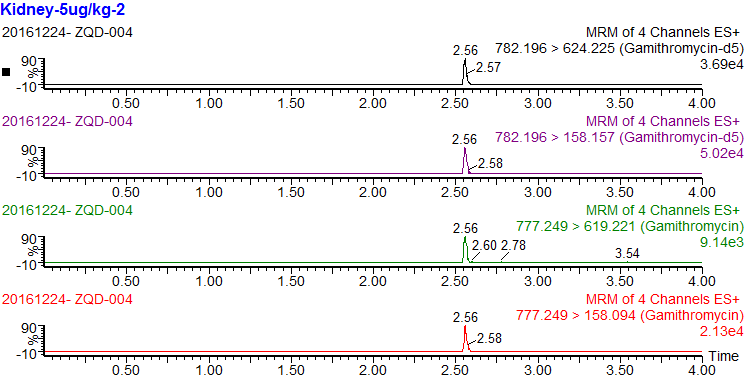 Kidney-5ug/kg-2
20161224- ZQD-004
MRM of 4 Channels ES+
782.196 > 624.225 (Gamithromycin-d5)
3.69e4
2.56
2.57
90
%
-10
0.50 1.00 1.50 2.00 2.50 3.00 3.50 4.00
20161224- ZQD-004
MRM of 4 Channels ES+
782.196 > 158.157 (Gamithromycin-d5)
5.02e4
2.56
2.58
90
%
-10
0.50 1.00 1.50 2.00 2.50 3.00 3.50 4.00
20161224- ZQD-004
MRM of 4 Channels ES+
777.249 > 619.221 (Gamithromycin)
9.14e3
2.56
2.60 2.78
3.54
90
%
-10
0.50 1.00 1.50 2.00 2.50 3.00 3.50 4.00
20161224- ZQD-004
MRM of 4 Channels ES+
777.249 > 158.094 (Gamithromycin)
2.13e4
2.56
2.58
90
%
-10
Time
0.50 1.00 1.50 2.00 2.50 3.00 3.50 4.00